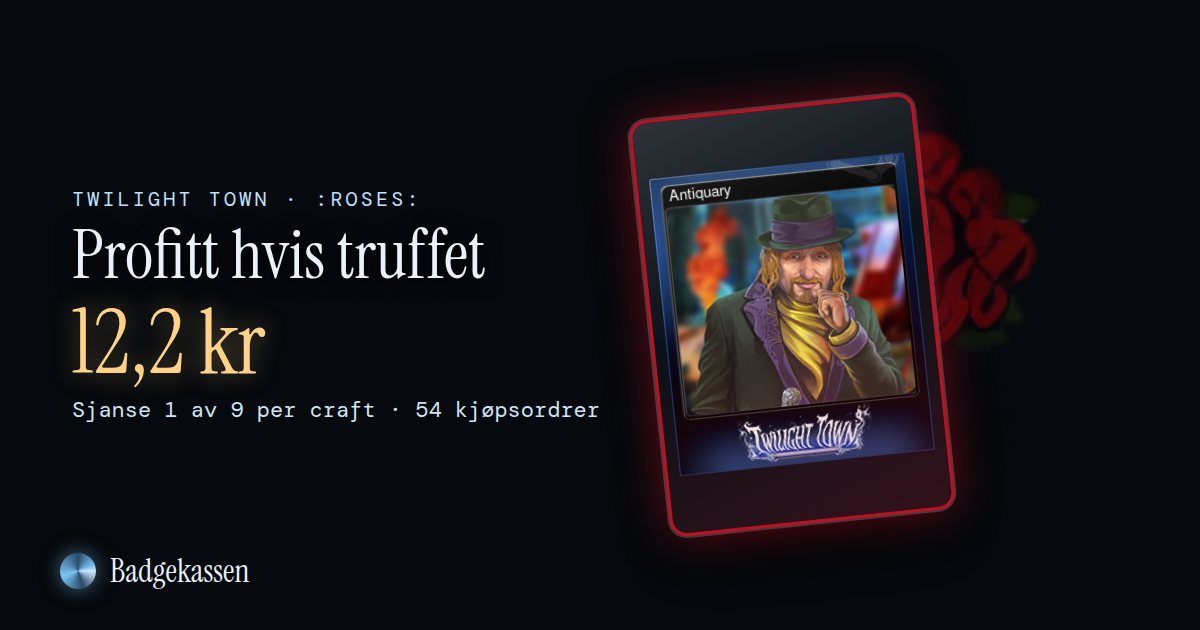 TWILIGHT TOWN · :ROSES:
Profitt hvis truffet
12,2 kr
Sjanse 1 av 9 per craft · 54 kjøpsordrer
Antiquary
TWILIGHT TOWN
Badgekassen